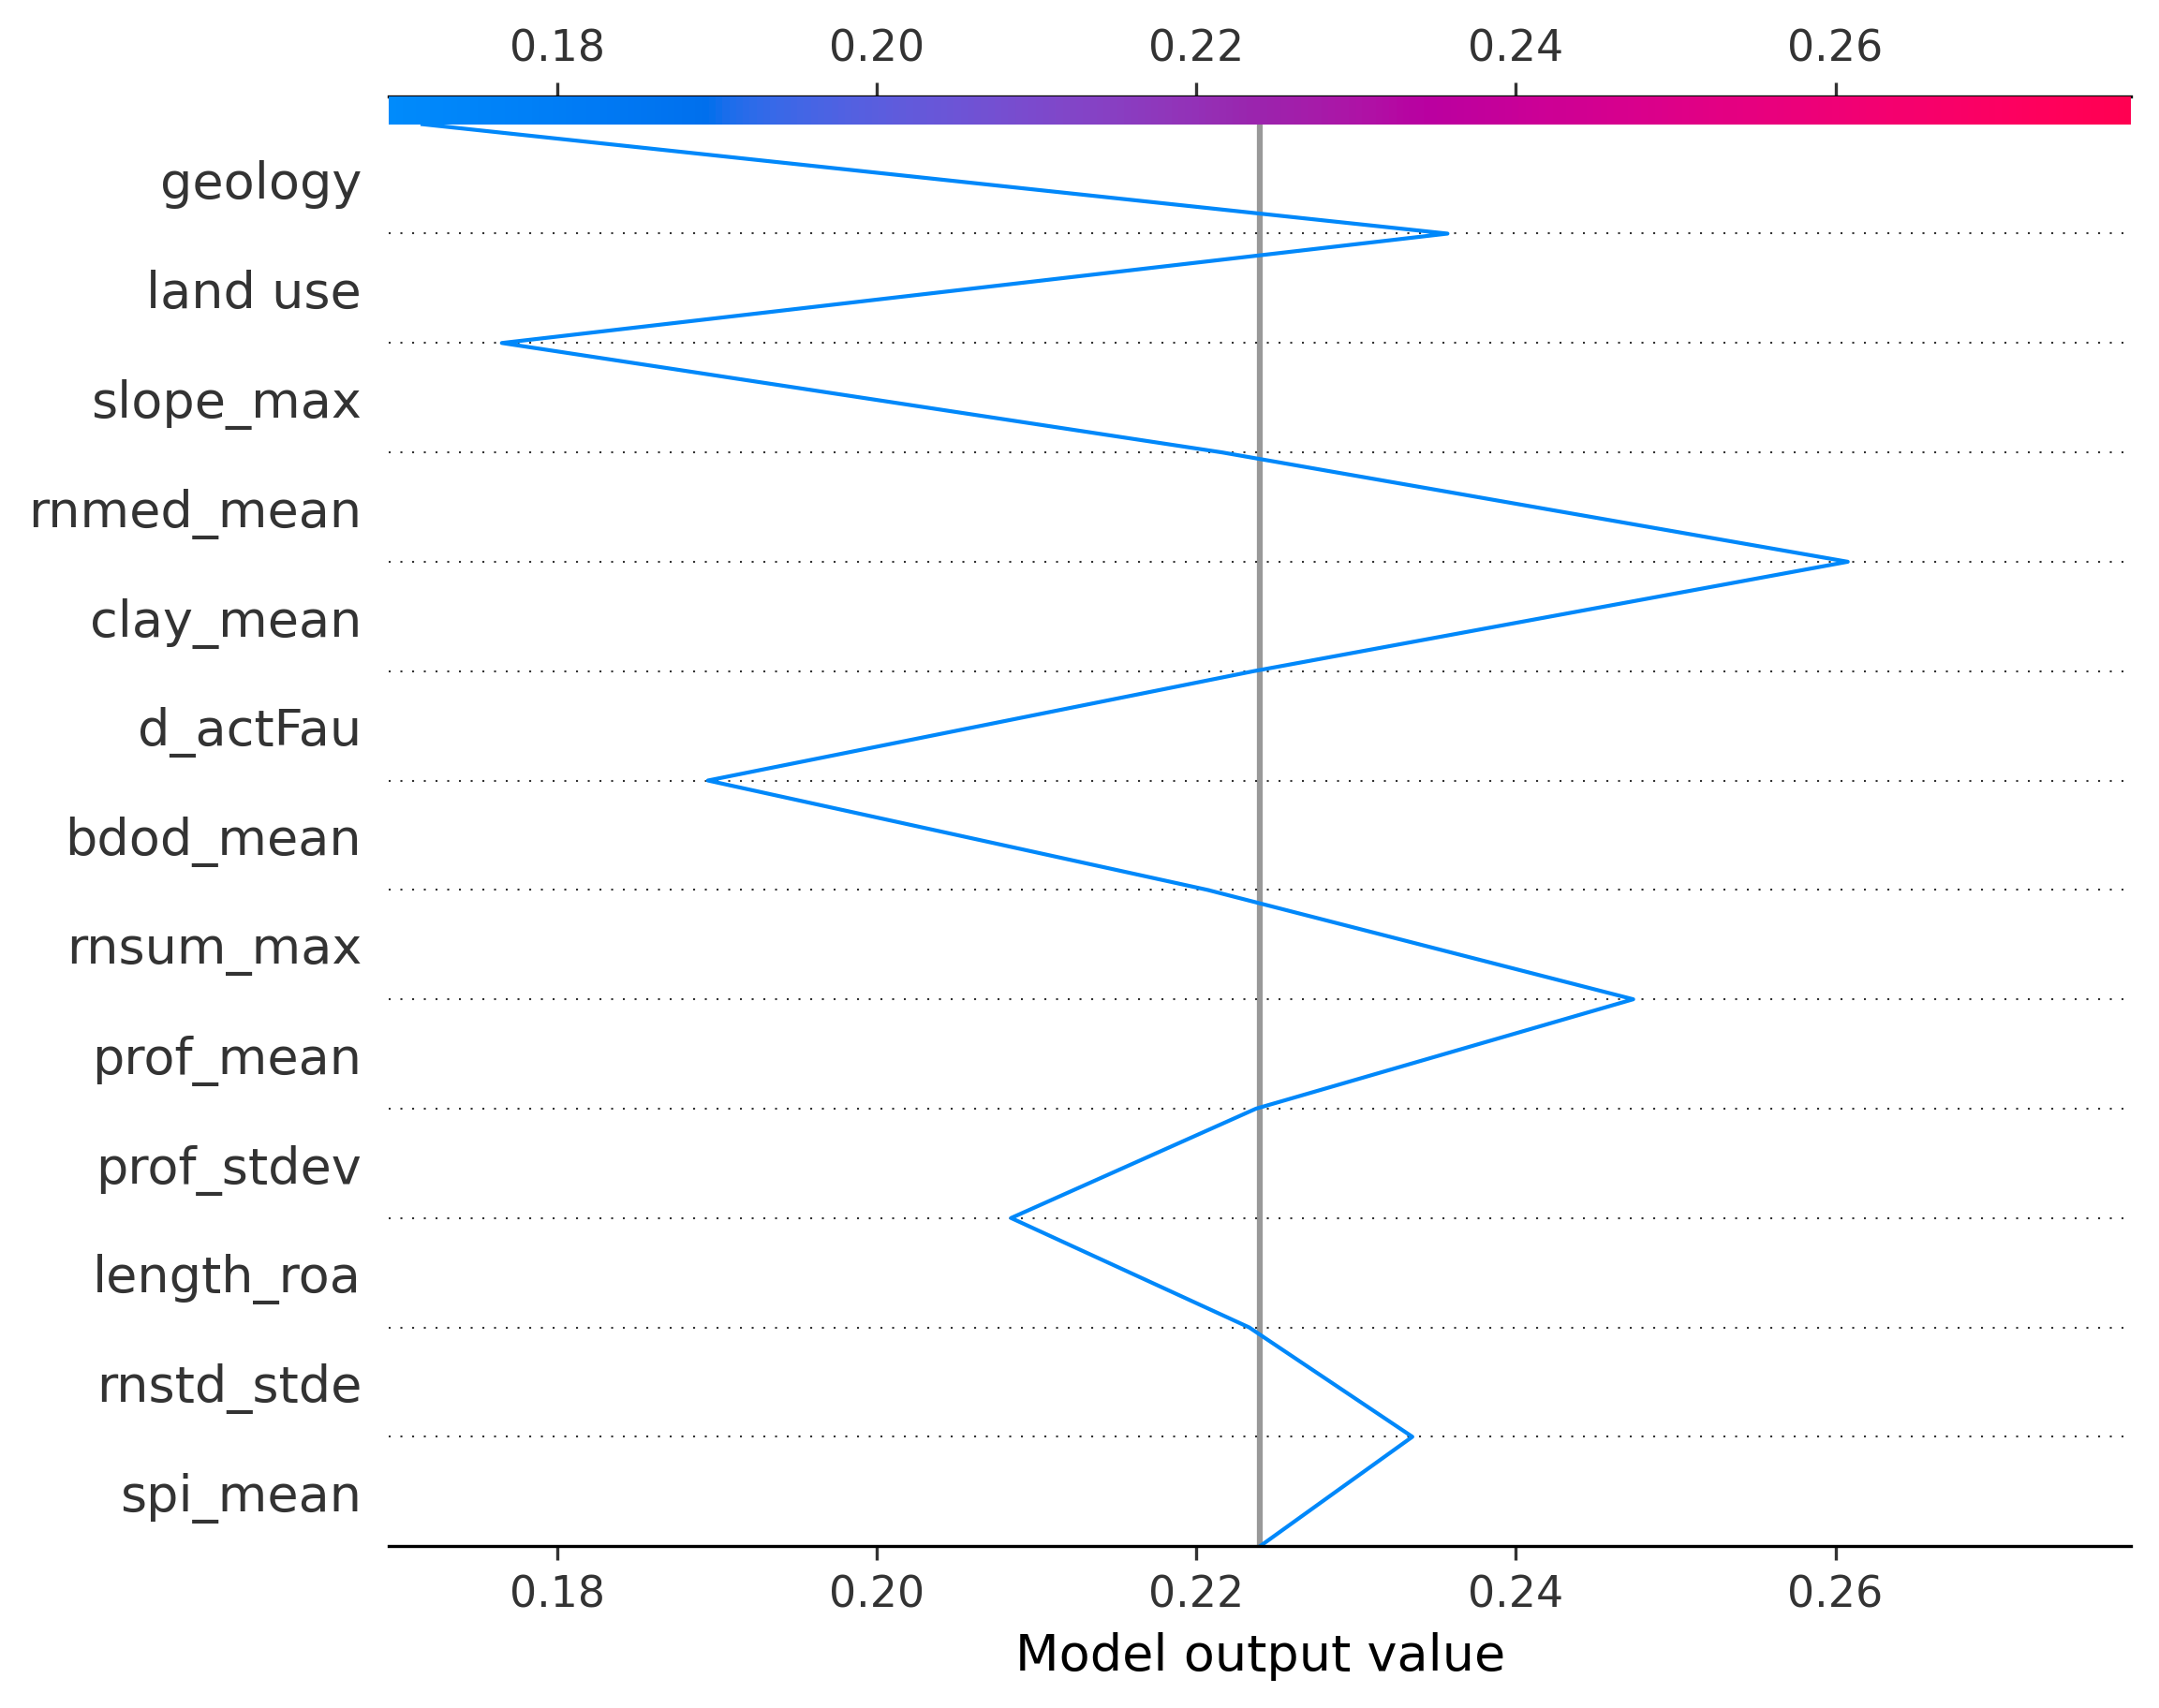 0.18 0.20 0.22 0.24 0.26
geology
land use
slope_max
rnmed_mean
clay_mean
d_actFau
bdod_mean
rnsum_max
prof_mean
prof_stdev
length_roa
rnstd_stde
spi_mean
0.18 0.20 0.22 0.24 0.26
Model output value